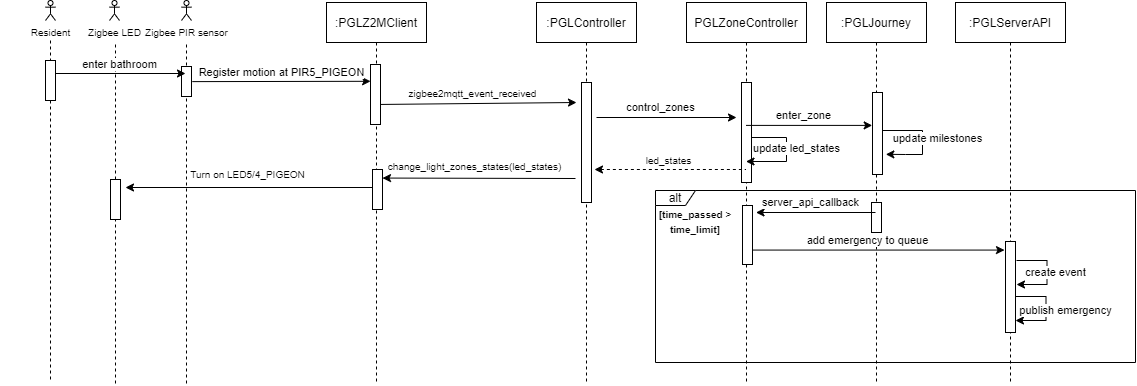 :PGLZ2MClient
:PGLController
PGLZoneController
:PGLJourney
:PGLServerAPI
Resident
Zigbee LED
Zigbee PIR sensor
enter bathroom
Register motion at PIR5_PIGEON
zigbee2mqtt_event_received
control_zones
enter_zone
update milestones
update led_states
led_states
change_light_zones_states(led_states)
Turn on LED5/4_PIGEON
alt
[time_passed >
time_limit]
server_api_callback
add emergency to queue
create event
publish emergency